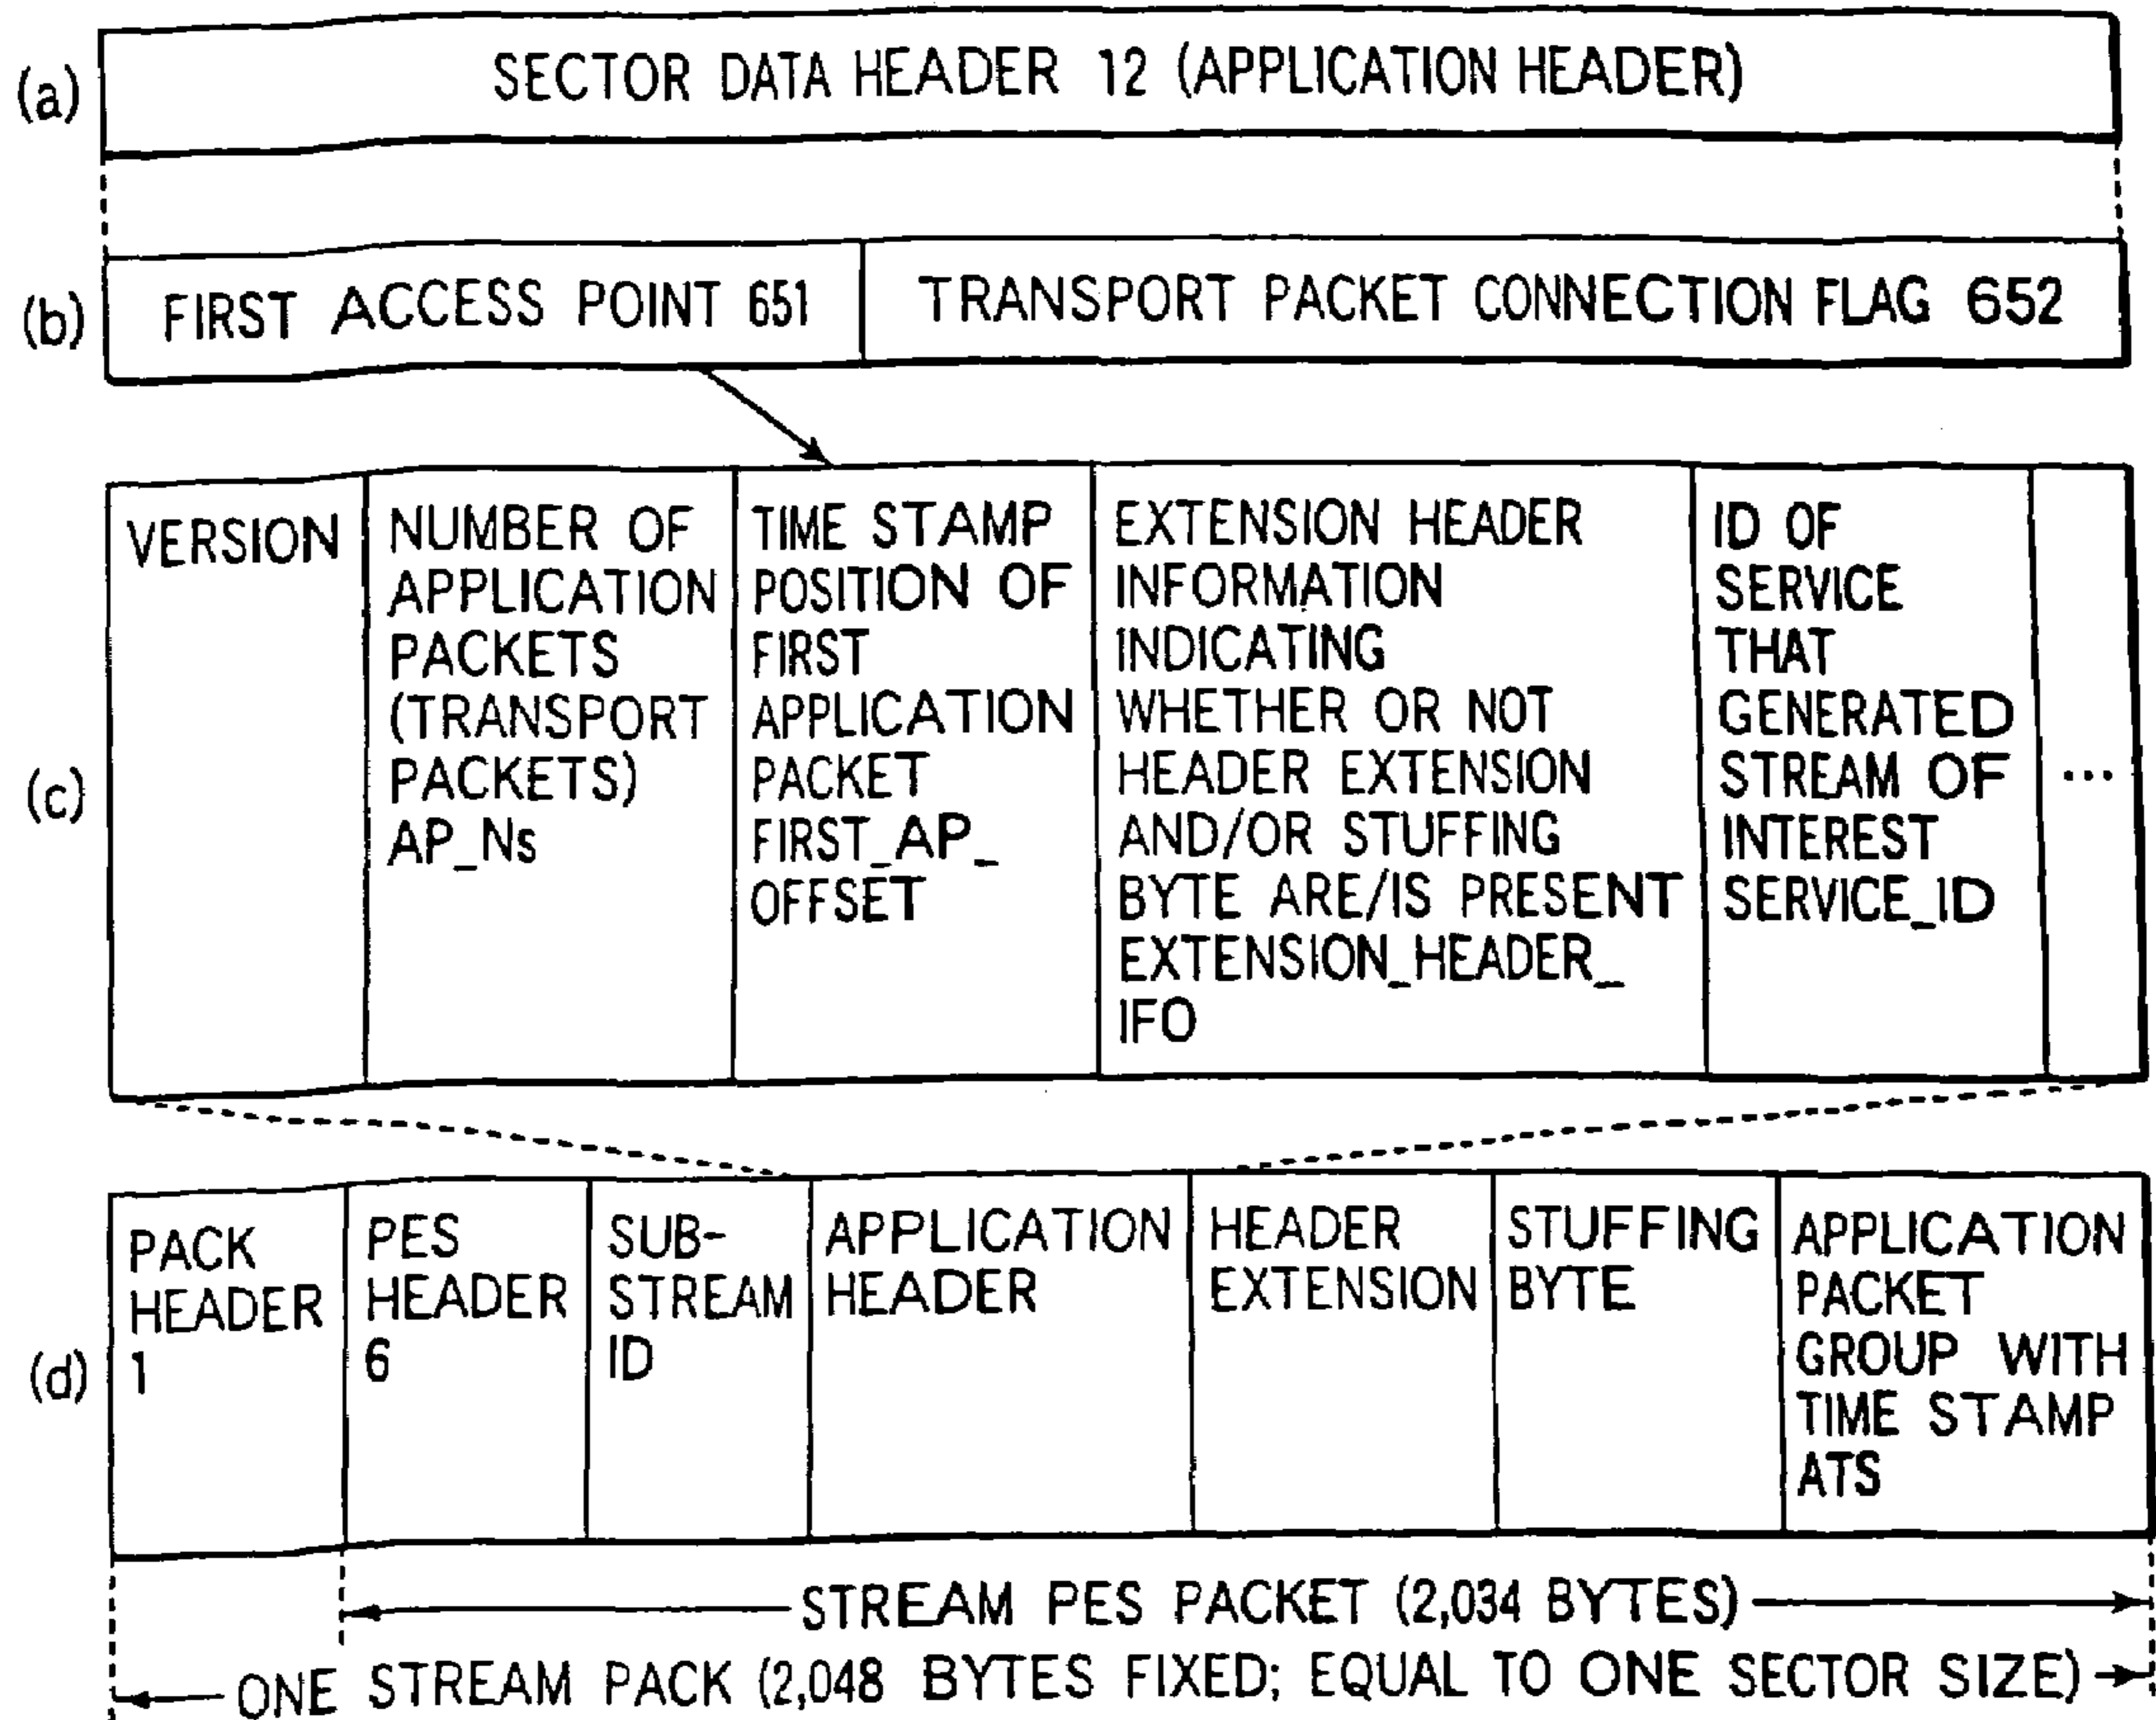 (a)
SECTOR DATA HEADER 12 (APPLICATION HEADER)
(b)
FIRST ACCESS POINT 651
TRANSPORT PACKET CONNECTION FLAG 652
(c)
VERSION
NUMBER OF
APPLICATION
PACKETS
(TRANSPORT
PACKETS)
AP_Ns
TIME STAMP
POSITION OF
FIRST
APPLICATION
PACKET
FIRST_AP_
OFFSET
EXTENSION HEADER
INFORMATION
INDICATING
WHETHER OR NOT
HEADER EXTENSION
AND/OR STUFFING
BYTE ARE/IS PRESENT
EXTENSION_HEADER_
IFO
ID OF
SERVICE
THAT
GENERATED
STREAM OF
INTEREST
SERVICE_ID
...
(d)
PACK
HEADER
1
PES
HEADER
6
SUB-
STREAM
ID
APPLICATION
HEADER
HEADER
EXTENSION
STUFFING
BYTE
APPLICATION
PACKET
GROUP WITH
TIME STAMP
ATS
STREAM PES PACKET (2,034 BYTES)
ONE STREAM PACK (2,048 BYTES FIXED; EQUAL TO ONE SECTOR SIZE)